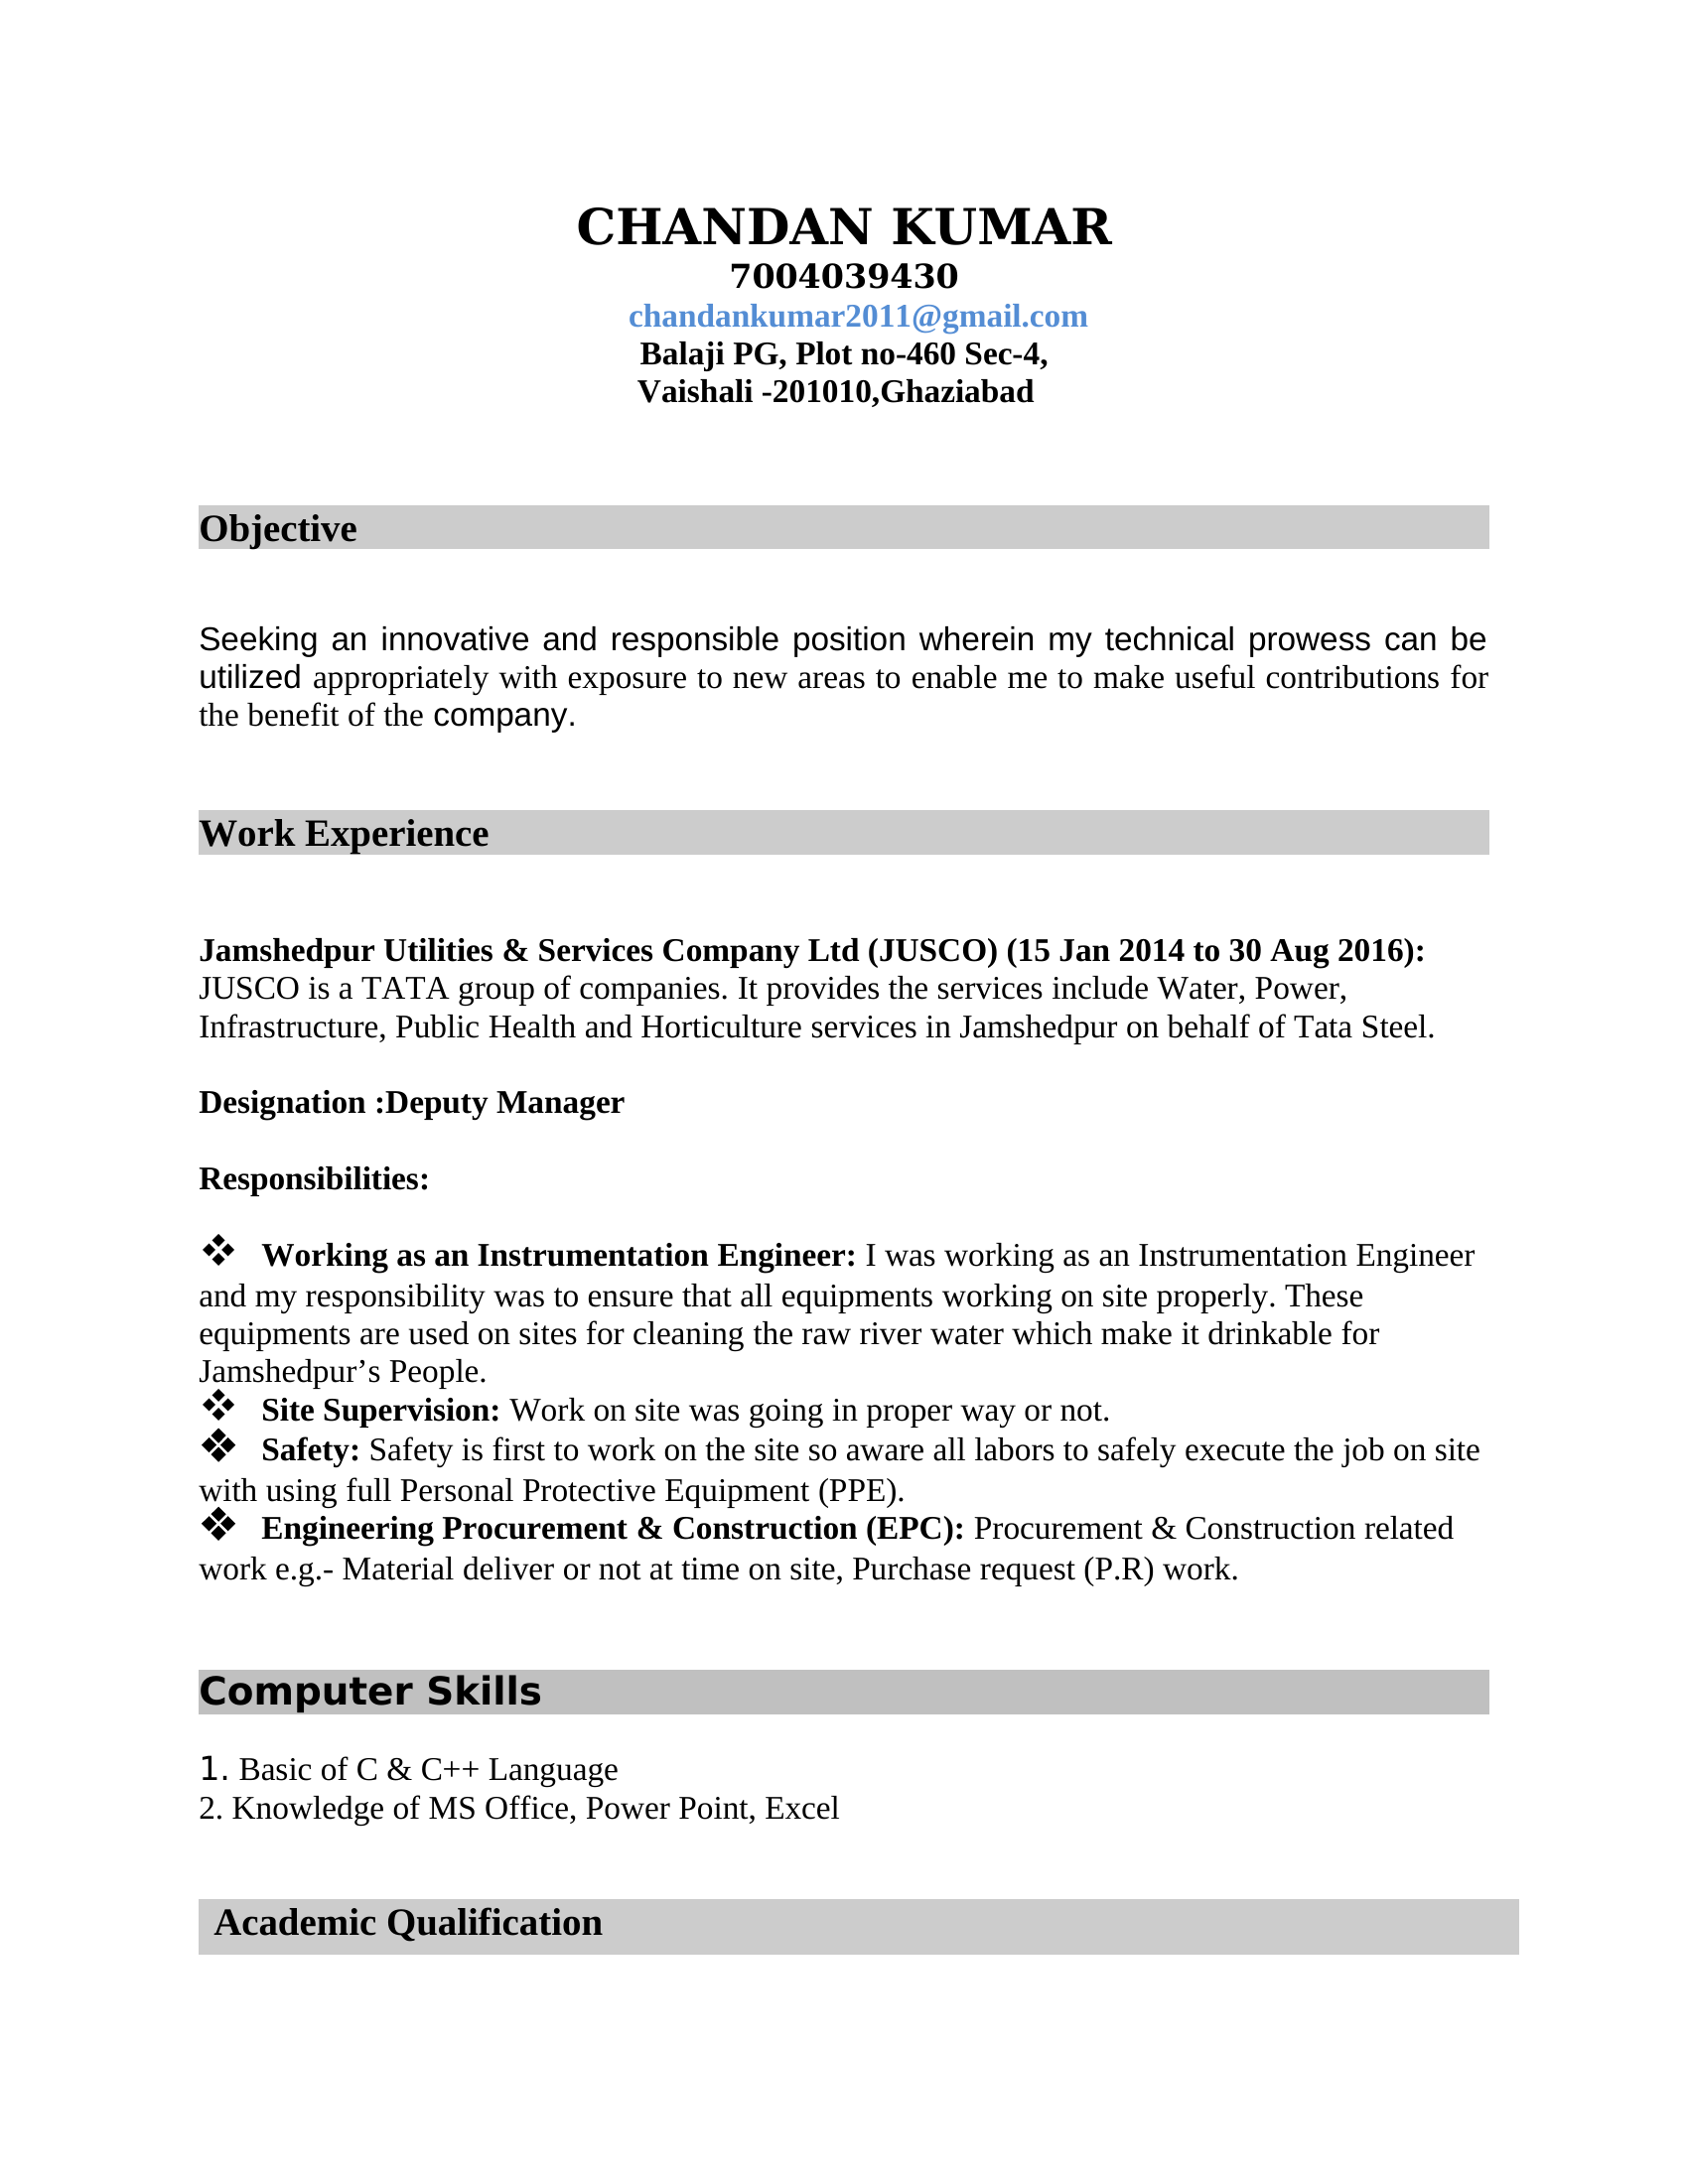 CHANDAN KUMAR
7004039430
chandankumar2011@gmail.com
Balaji PG, Plot no-460 Sec-4,
Vaishali -201010,Ghaziabad
Objective
Seeking an innovative and responsible position wherein my technical prowess can be
utilized appropriately with exposure to new areas to enable me to make useful contributions for
the benefit of the company.
Work Experience
Jamshedpur Utilities & Services Company Ltd (JUSCO) (15 Jan 2014 to 30 Aug 2016):
JUSCO is a TATA group of companies. It provides the services include Water, Power,
Infrastructure, Public Health and Horticulture services in Jamshedpur on behalf of Tata Steel.
Designation :Deputy Manager
Responsibilities:
❖ Working as an Instrumentation Engineer: I was working as an Instrumentation Engineer
and my responsibility was to ensure that all equipments working on site properly. These
equipments are used on sites for cleaning the raw river water which make it drinkable for
Jamshedpur’s People.
❖ Site Supervision: Work on site was going in proper way or not.
❖ Safety: Safety is first to work on the site so aware all labors to safely execute the job on site
with using full Personal Protective Equipment (PPE).
❖ Engineering Procurement & Construction (EPC): Procurement & Construction related
work e.g.- Material deliver or not at time on site, Purchase request (P.R) work.
Computer Skills
1. Basic of C & C++ Language
2. Knowledge of MS Office, Power Point, Excel
Academic Qualification